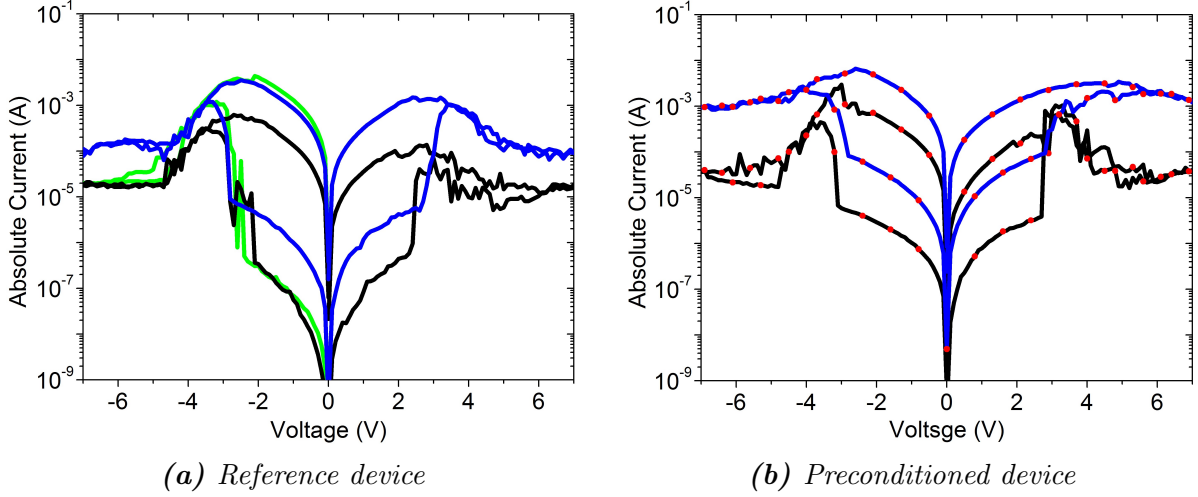 10⁻¹
10⁻³
10⁻⁵
10⁻⁷
10⁻⁹
Absolute Current (A)
-6 -4 -2 0 2 4 6
Voltage (V)
(a) Reference device
10⁻¹
10⁻³
10⁻⁵
10⁻⁷
10⁻⁹
Absolute Current (A)
-6 -4 -2 0 2 4 6
Voltsge (V)
(b) Preconditioned device